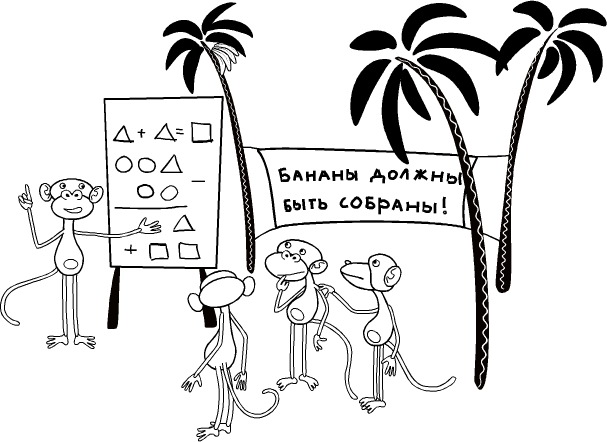 △ + △ = □
○ ○ △
○ ○ —
△
+ □ □
БАНАНЫ ДОЛЖНЫ
БЫТЬ СОБРАНЫ!